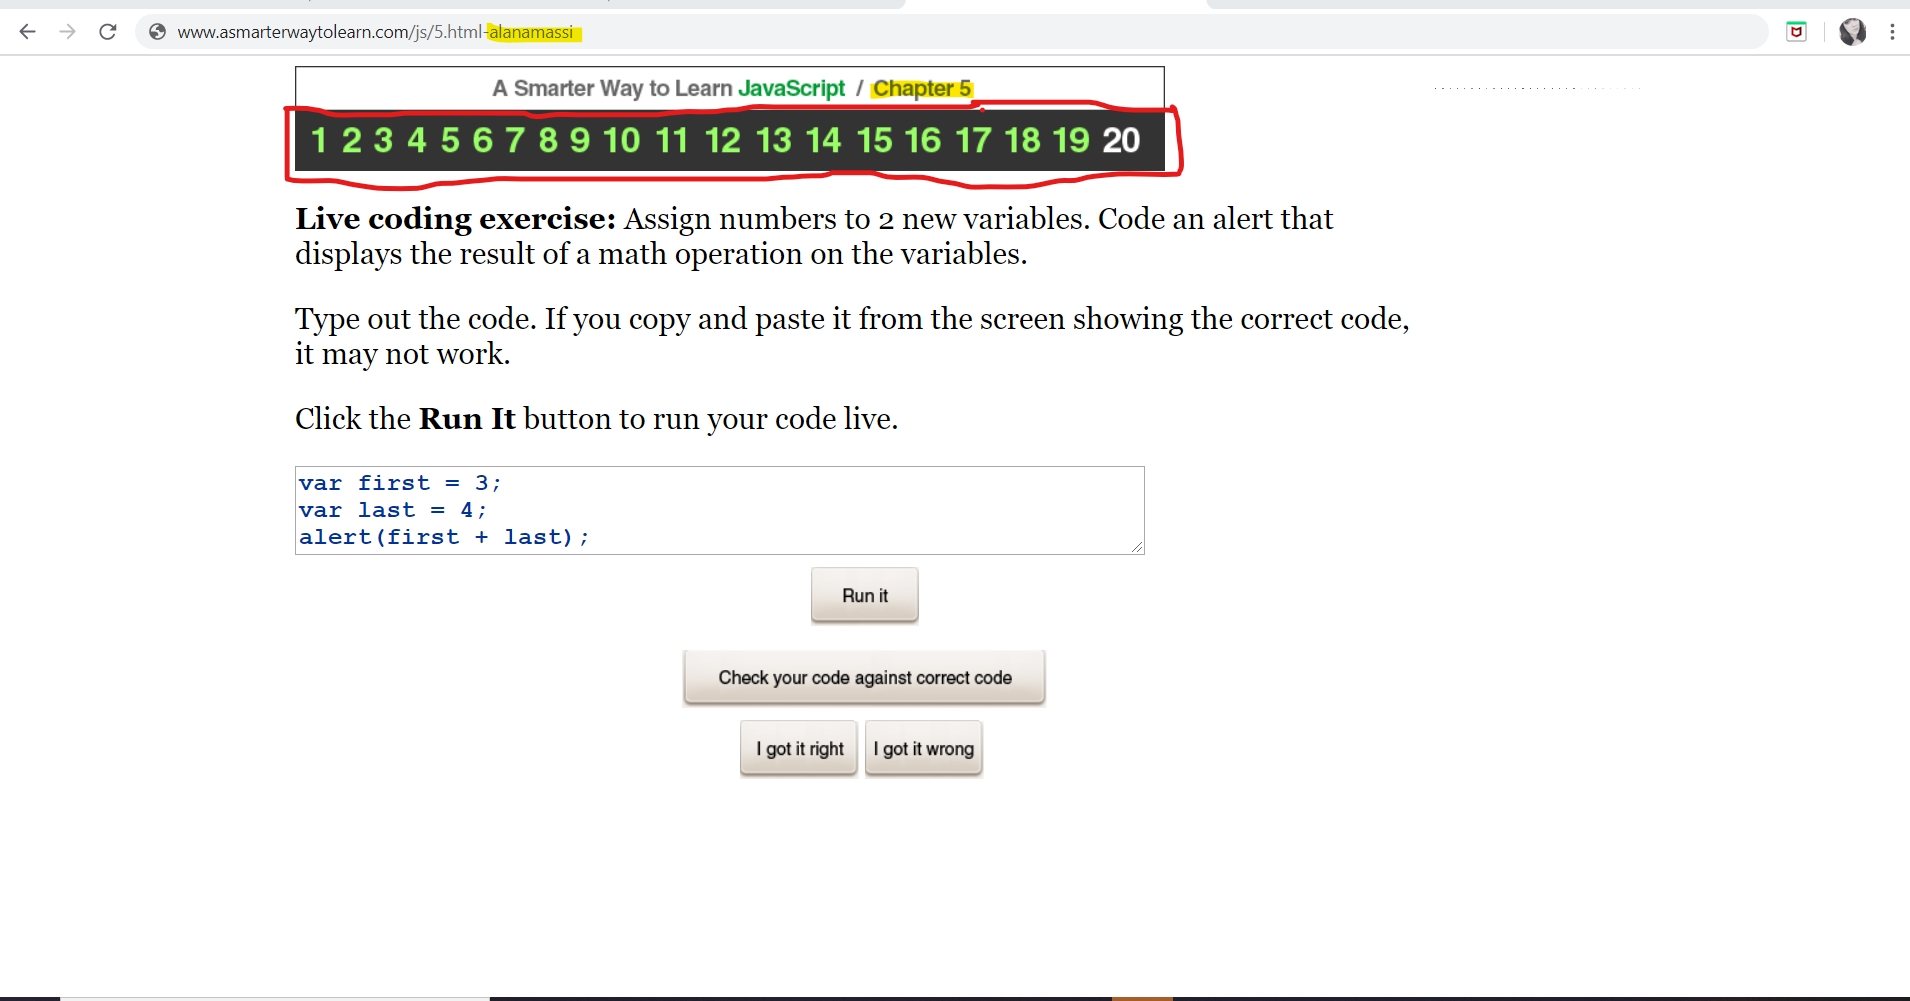 www.asmarterwaytolearn.com/js/5.html-alanamassi
A Smarter Way to Learn JavaScript / Chapter 5
1 2 3 4 5 6 7 8 9 10 11 12 13 14 15 16 17 18 19 20
Live coding exercise: Assign numbers to 2 new variables. Code an alert that
displays the result of a math operation on the variables.
Type out the code. If you copy and paste it from the screen showing the correct code,
it may not work.
Click the Run It button to run your code live.
var first = 3;
var last = 4;
alert(first + last);
Run it
Check your code against correct code
I got it right I got it wrong